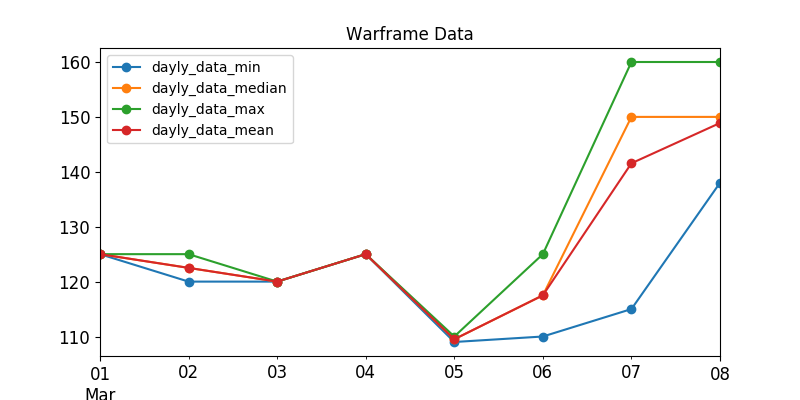 Warframe Data
dayly_data_min
dayly_data_median
dayly_data_max
dayly_data_mean
160
150
140
130
120
110
01 02 03 04 05 06 07 08
Mar